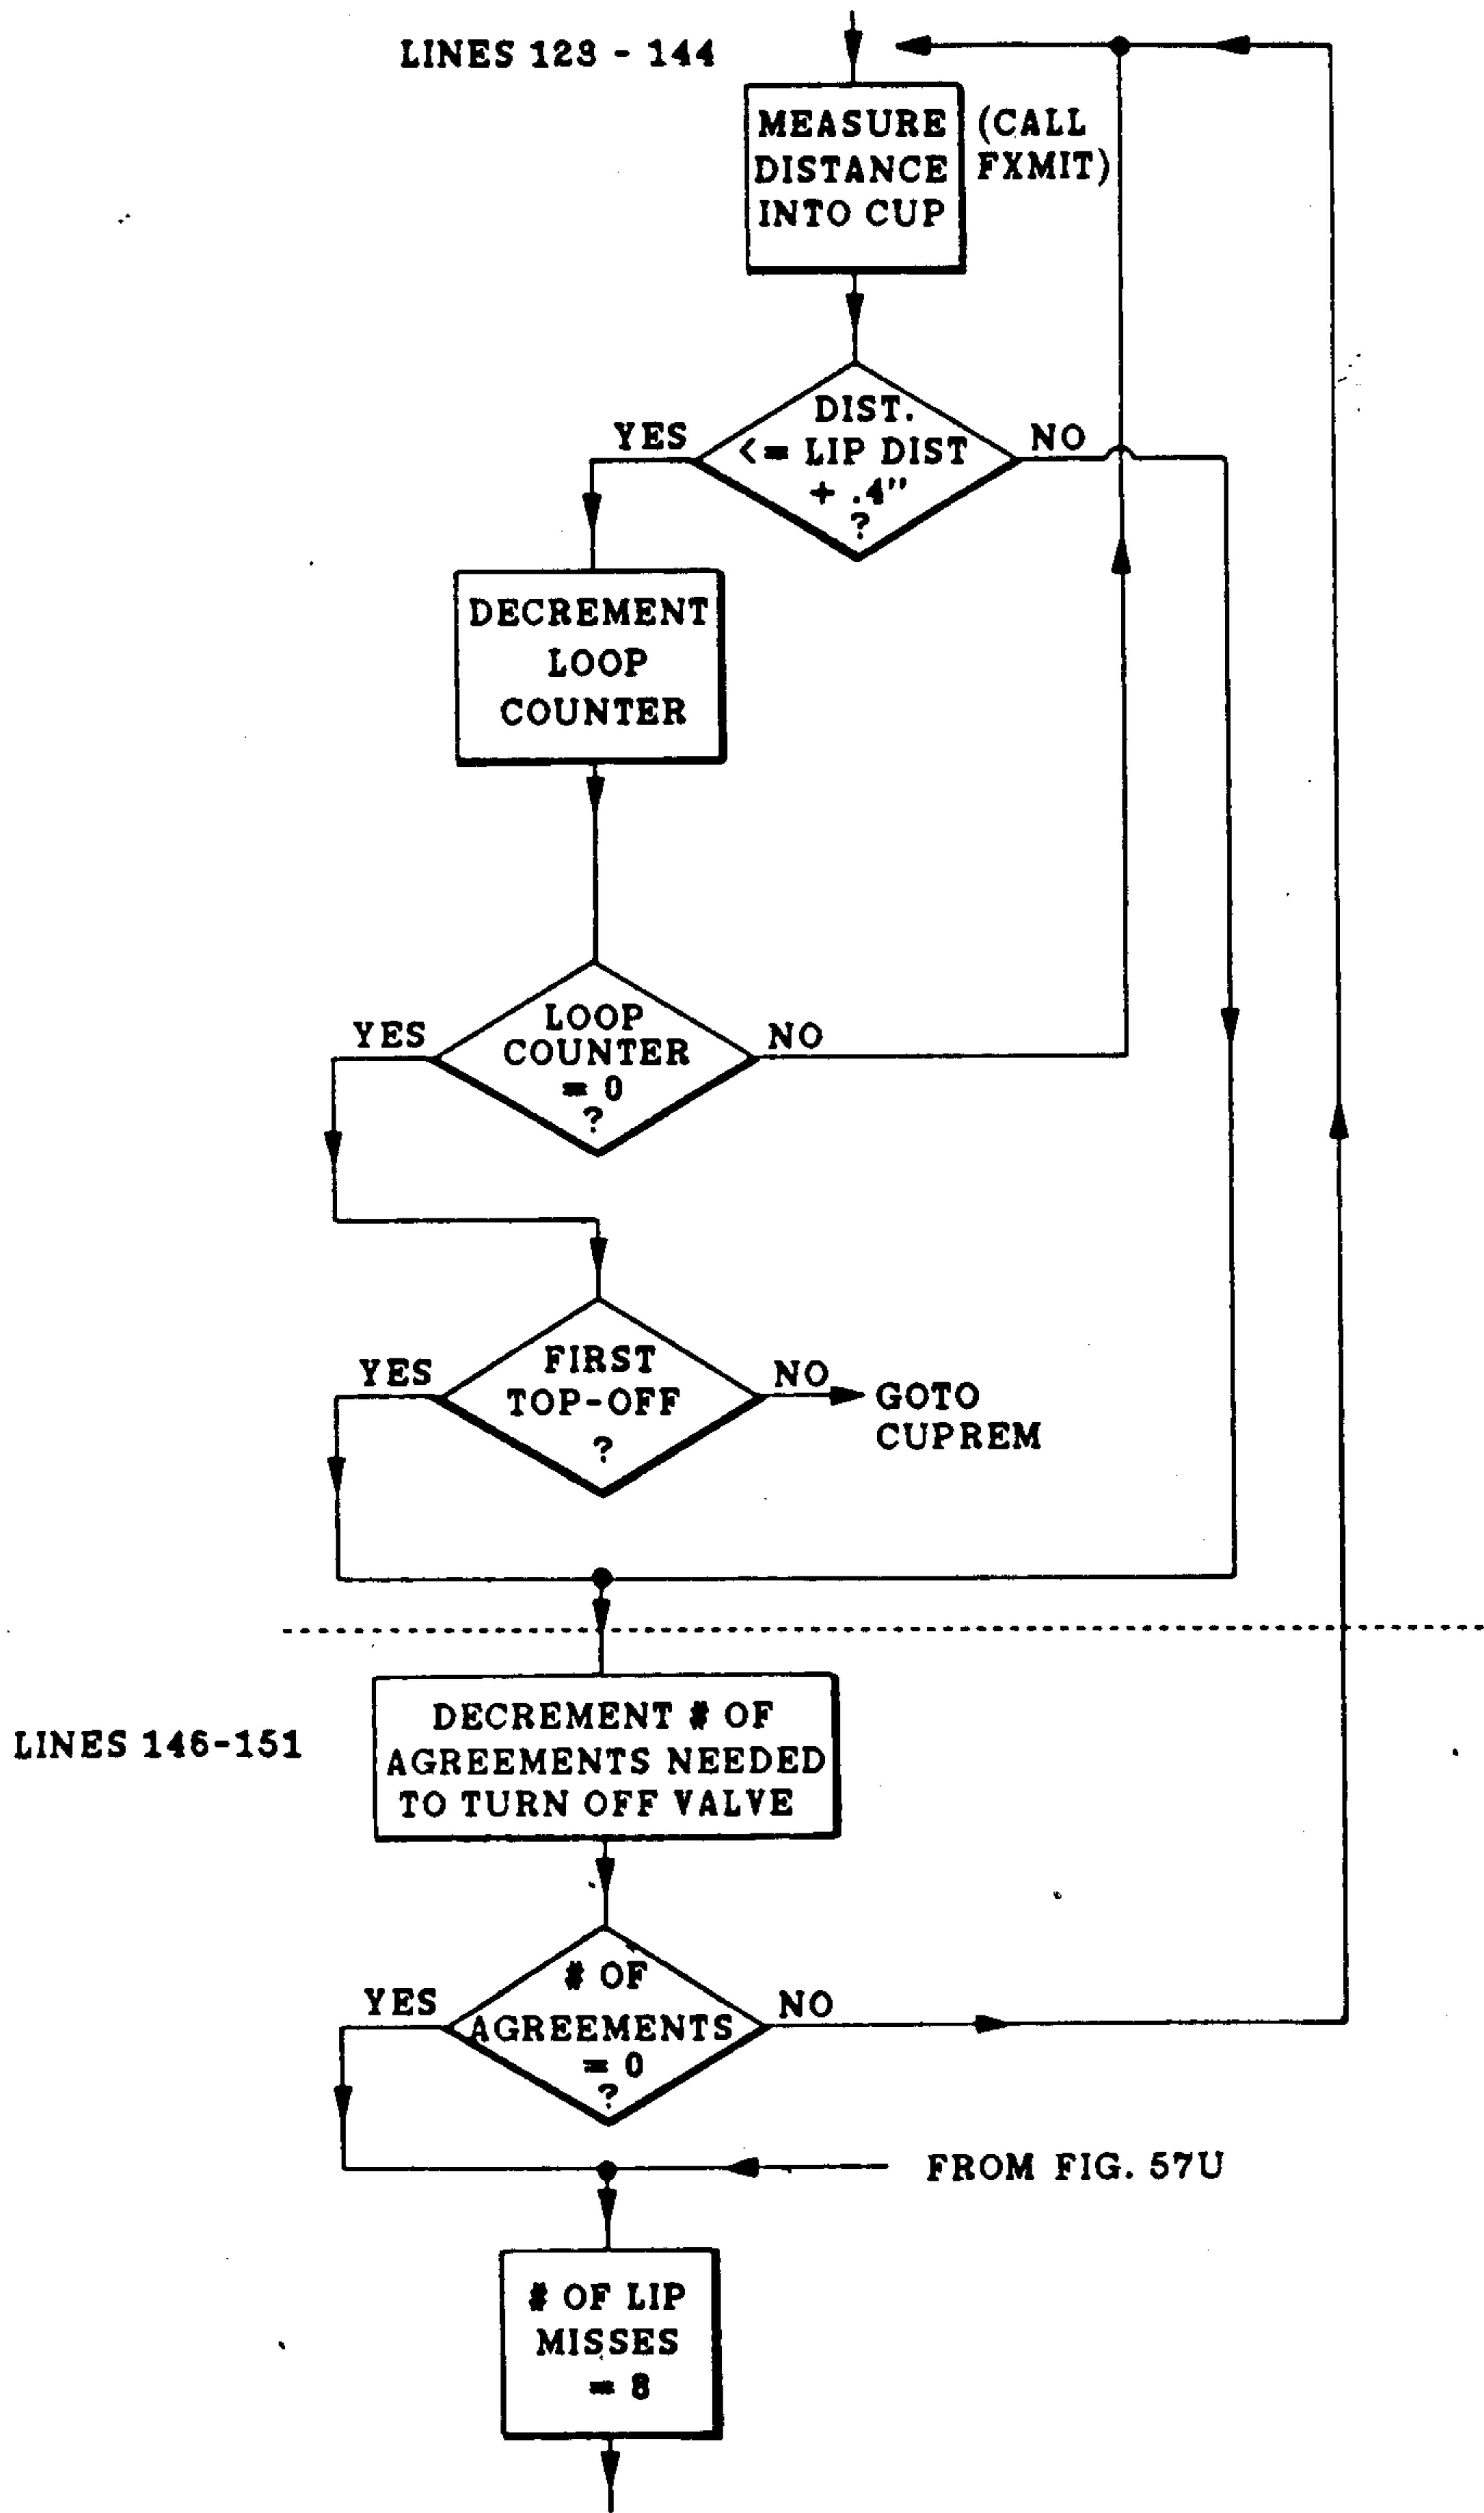 LINES 123 - 144
MEASURE
DISTANCE
INTO CUP
(CALL
FXMIT)
DIST.
<= LIP DIST
+ .4"
?
YES
NO
DECREMENT
LOOP
COUNTER
LOOP
COUNTER
= 0
?
YES
NO
FIRST
TOP-OFF
?
YES
NO
GOTO
CUPREM
LINES 146-151
DECREMENT # OF
AGREEMENTS NEEDED
TO TURN OFF VALVE
# OF
AGREEMENTS
= 0
?
YES
NO
FROM FIG. 57U
# OF LIP
MISSES
= 8